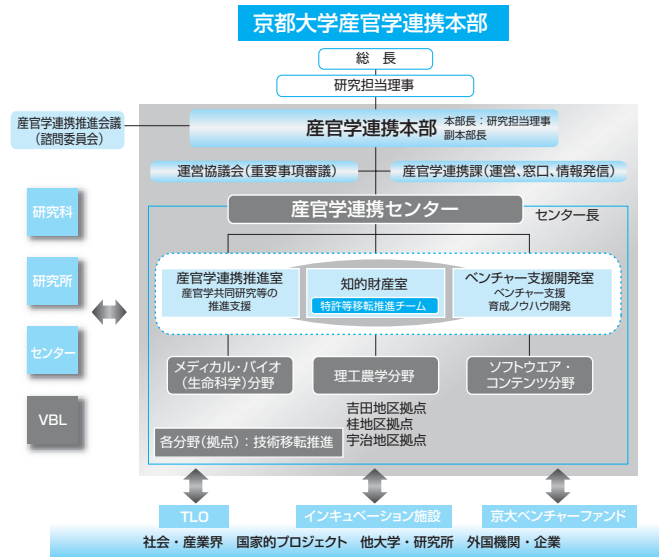 京都大学産官学連携本部
総 長
研究担当理事
産官学連携推進会議
(諮問委員会)
産官学連携本部
本部長：研究担当理事
副本部長
運営協議会(重要事項審議)
産官学連携課(運営、窓口、情報発信)
産官学連携センター
センター長
研究科
研究所
センター
VBL
産官学連携推進室
産官学共同研究等の
推進支援
知的財産室
特許等移転推進チーム
ベンチャー支援開発室
ベンチャー支援
育成ノウハウ開発
メディカル・バイオ
(生命科学)分野
理工農学分野
ソフトウエア・
コンテンツ分野
吉田地区拠点
桂地区拠点
宇治地区拠点
各分野(拠点)：技術移転推進
TLO
インキュベーション施設
京大ベンチャーファンド
社会・産業界 国家的プロジェクト 他大学・研究所 外国機関・企業